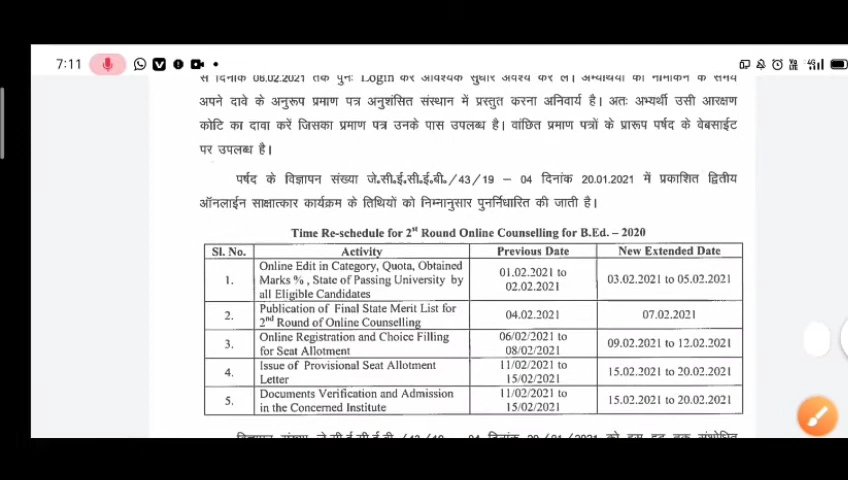 7:11
से दिनांक 06.02.2021 तक पुनः Login कर आवश्यक सुधार अवश्य कर लें। अभ्यर्थियों को नामांकन के समय
अपने दावे के अनुरूप प्रमाण पत्र अनुशंसित संस्थान में प्रस्तुत करना अनिवार्य है। अतः अभ्यर्थी उसी आरक्षण
कोटि का दावा करें जिसका प्रमाण पत्र उनके पास उपलब्ध है। वांछित प्रमाण पत्रों के प्रारूप पर्षद के वेबसाईट
पर उपलब्ध है।
पर्षद के विज्ञापन संख्या जे.सी.ई.सी.ई.बी./43/19 – 04 दिनांक 20.01.2021 में प्रकाशित द्वितीय
ऑनलाईन साक्षात्कार कार्यक्रम के तिथियों को निम्नानुसार पुनर्निधारित की जाती है।
Time Re-schedule for 2nd Round Online Counselling for B.Ed. – 2020
Sl. No. Activity Previous Date New Extended Date
1. Online Edit in Category, Quota, Obtained Marks % , State of Passing University by all Eligible Candidates 01.02.2021 to 02.02.2021 03.02.2021 to 05.02.2021
2. Publication of Final State Merit List for 2nd Round of Online Counselling 04.02.2021 07.02.2021
3. Online Registration and Choice Filling for Seat Allotment 06/02/2021 to 08/02/2021 09.02.2021 to 12.02.2021
4. Issue of Provisional Seat Allotment Letter 11/02/2021 to 15/02/2021 15.02.2021 to 20.02.2021
5. Documents Verification and Admission in the Concerned Institute 11/02/2021 to 15/02/2021 15.02.2021 to 20.02.2021
विज्ञापन संख्या जे.सी.ई.सी.ई.बी./43/19 – 04 दिनांक 20/01/2021 को इस हद तक संशोधित